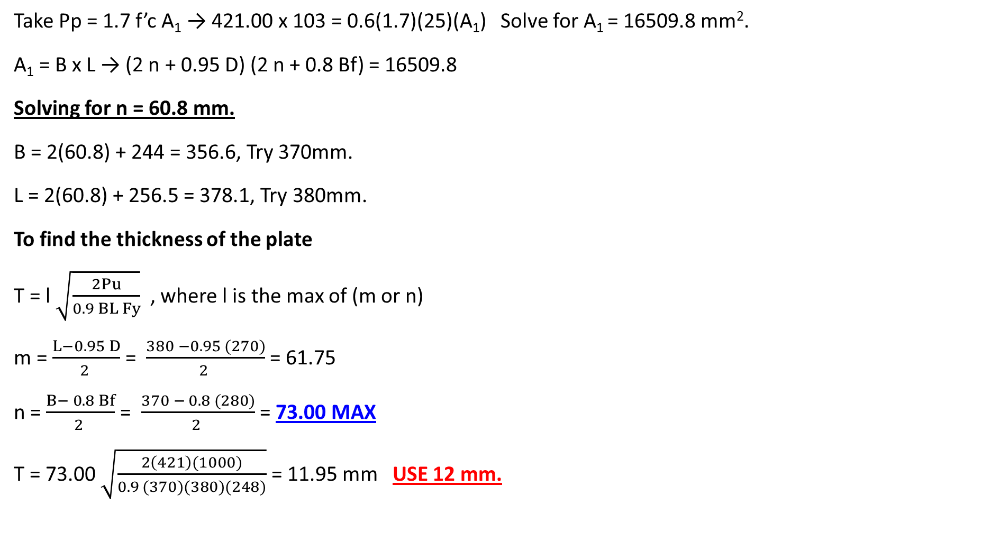 Take Pp = 1.7 f’c A₁ → 421.00 x 103 = 0.6(1.7)(25)(A₁) Solve for A₁ = 16509.8 mm².
A₁ = B x L → (2 n + 0.95 D) (2 n + 0.8 Bf) = 16509.8
Solving for n = 60.8 mm.
B = 2(60.8) + 244 = 356.6, Try 370mm.
L = 2(60.8) + 256.5 = 378.1, Try 380mm.
To find the thickness of the plate
T = l √(2Pu / 0.9 BL Fy) , where l is the max of (m or n)
m = (L−0.95 D)/2 = (380 −0.95 (270))/2 = 61.75
n = (B− 0.8 Bf)/2 = (370 − 0.8 (280))/2 = 73.00 MAX
T = 73.00 √(2(421)(1000) / 0.9 (370)(380)(248)) = 11.95 mm USE 12 mm.